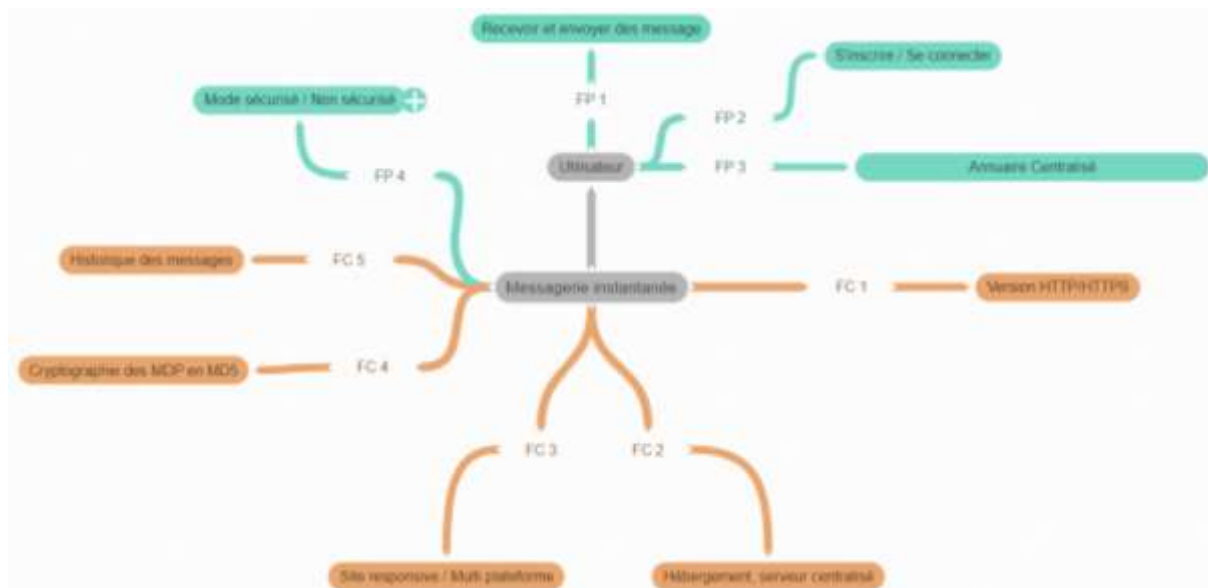 Recevoir et envoyer des message
S'inscrire / Se connecter
Mode sécurisé / Non sécurisé
FP 1
FP 2
Utilisateur
FP 3
Annuaire Centralisé
FP 4
Historique des messages
FC 5
Messagerie instantanée
FC 1
Version HTTP/HTTPS
Cryptographie des MDP en MD5
FC 4
FC 3
FC 2
Site responsive / Multi plateforme
Hébergement, serveur centralisé